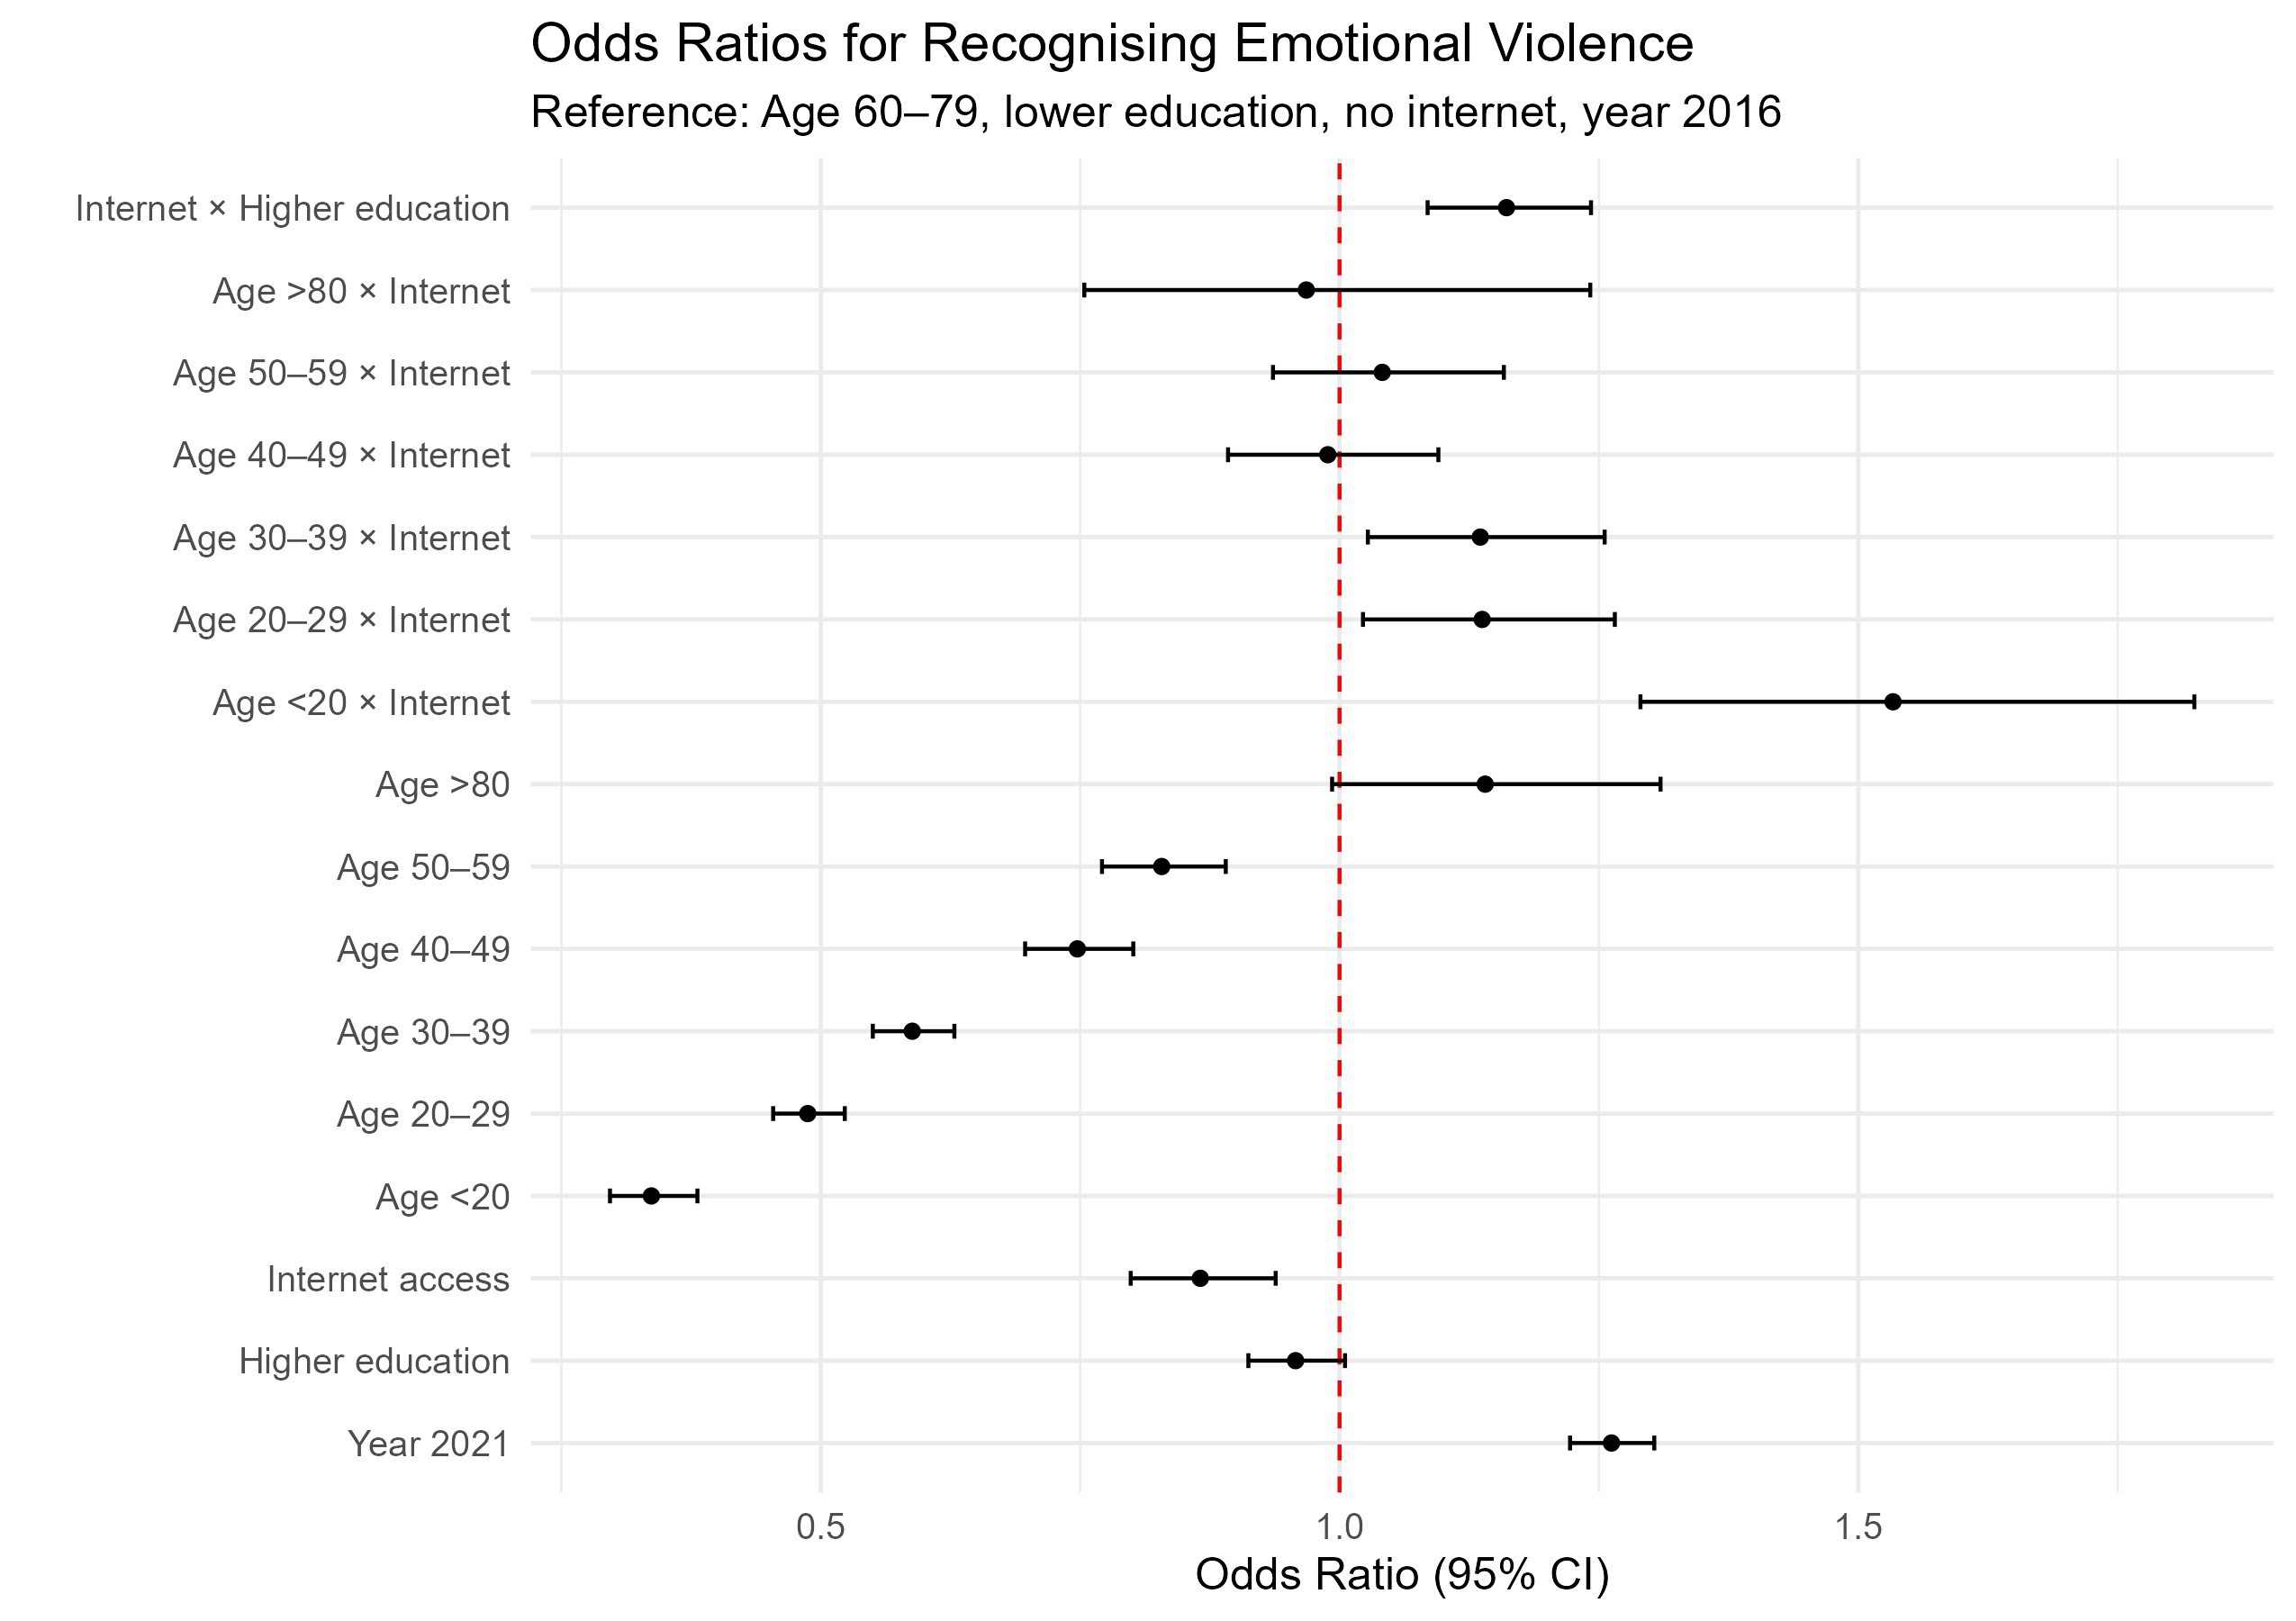 Odds Ratios for Recognising Emotional Violence
Reference: Age 60–79, lower education, no internet, year 2016
Internet × Higher education
Age >80 × Internet
Age 50–59 × Internet
Age 40–49 × Internet
Age 30–39 × Internet
Age 20–29 × Internet
Age <20 × Internet
Age >80
Age 50–59
Age 40–49
Age 30–39
Age 20–29
Age <20
Internet access
Higher education
Year 2021
0.5 1.0 1.5
Odds Ratio (95% CI)